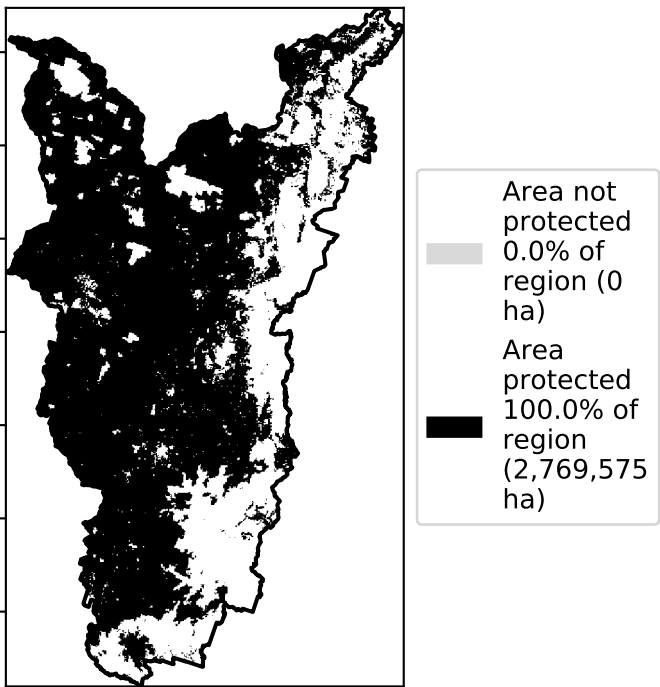 Area not
protected
0.0% of
region (0
ha)
Area
protected
100.0% of
region
(2,769,575
ha)